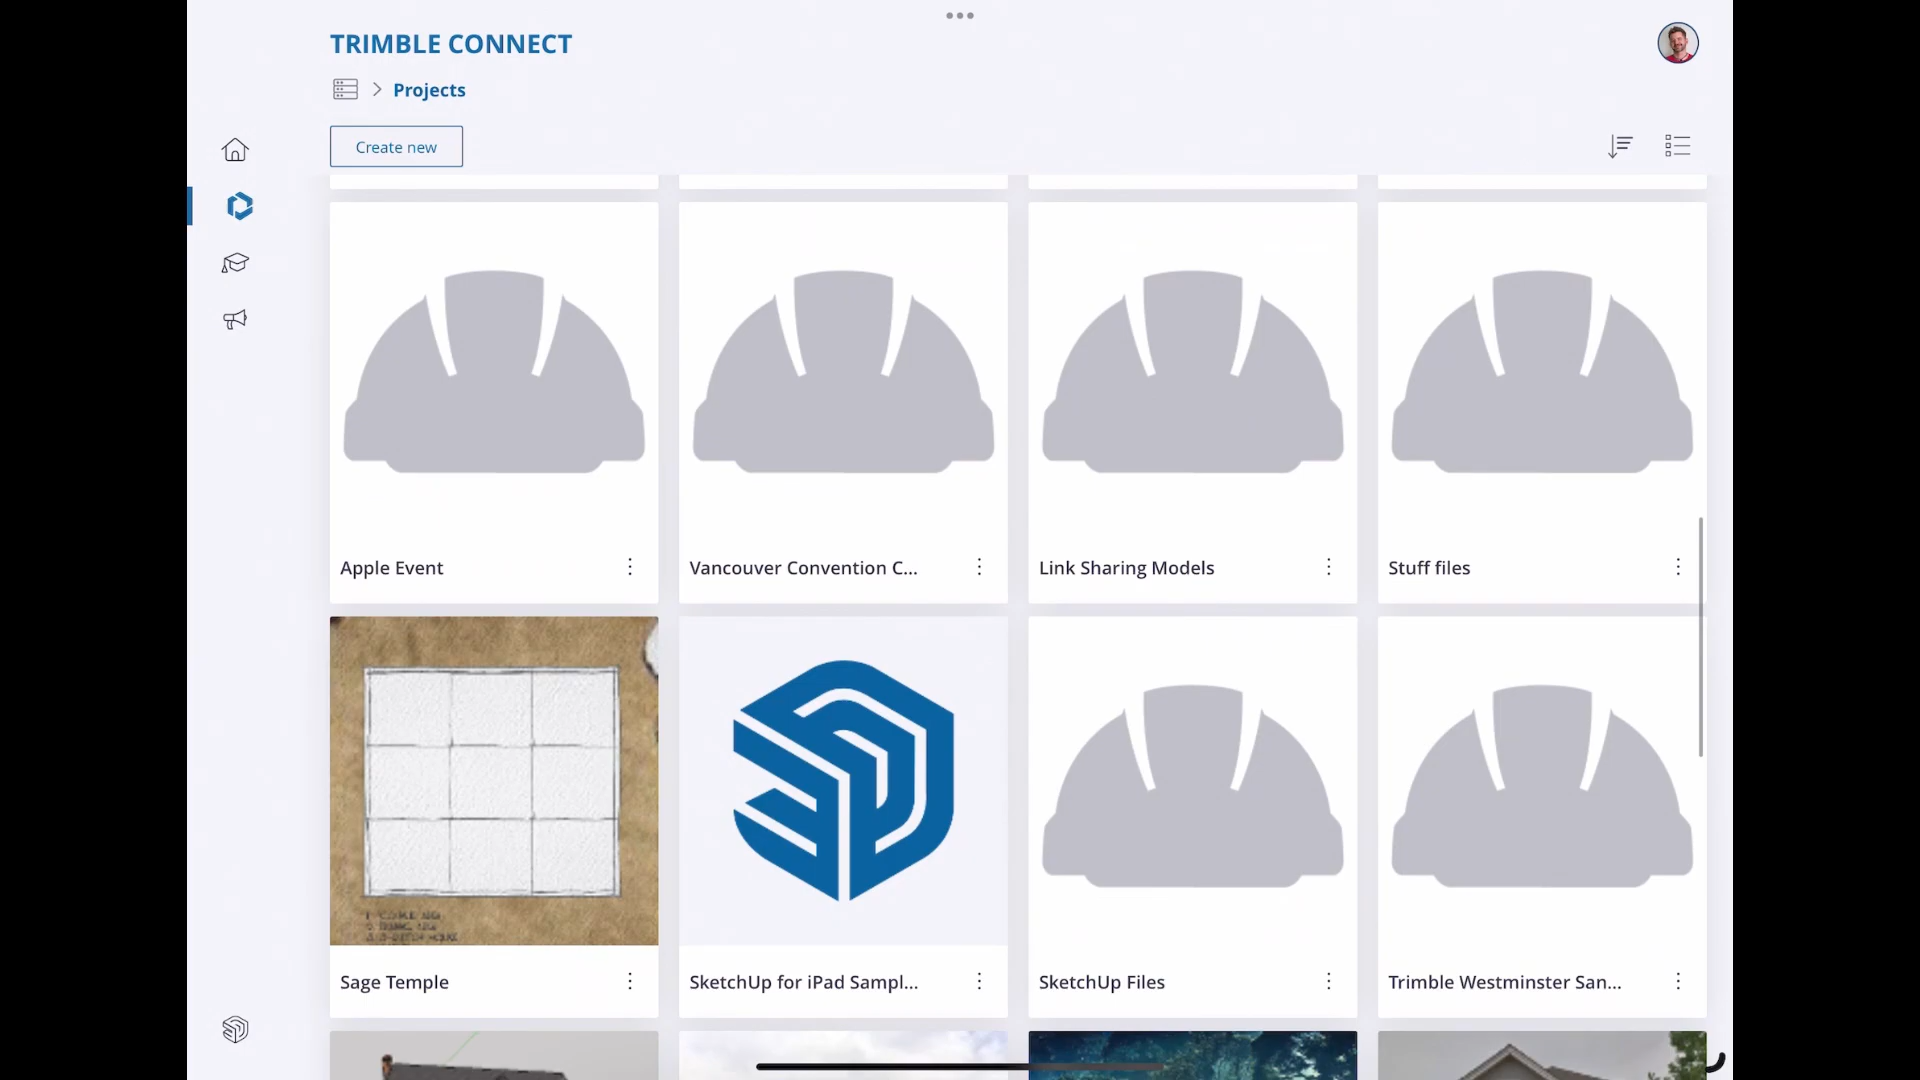 TRIMBLE CONNECT
Projects
Create new
Apple Event
Vancouver Convention C...
Link Sharing Models
Stuff files
Sage Temple
SketchUp for iPad Sampl...
SketchUp Files
Trimble Westminster San...